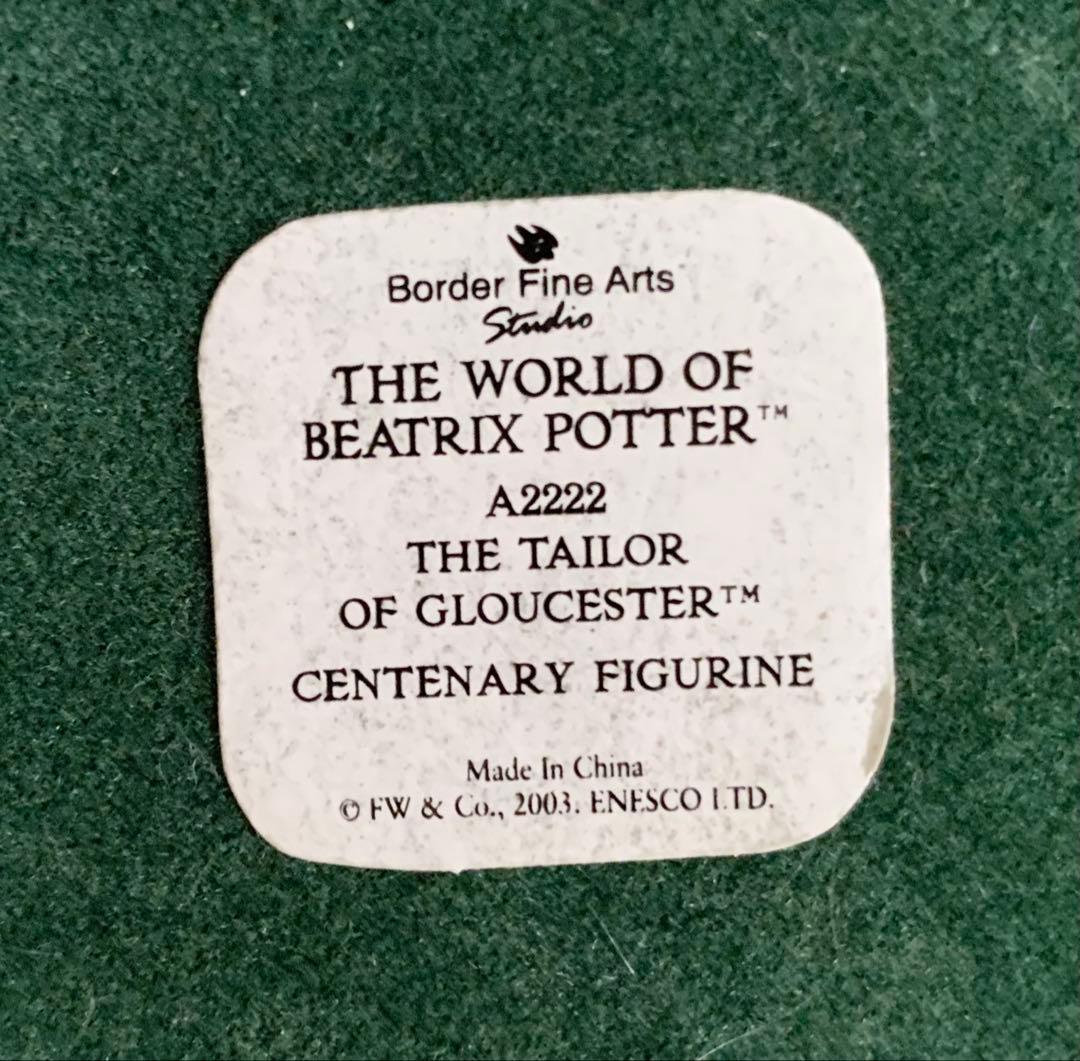 Border Fine Arts
Studio
THE WORLD OF
BEATRIX POTTER™
A2222
THE TAILOR
OF GLOUCESTER™
CENTENARY FIGURINE
Made In China
© FW & Co., 2003. ENESCO LTD.